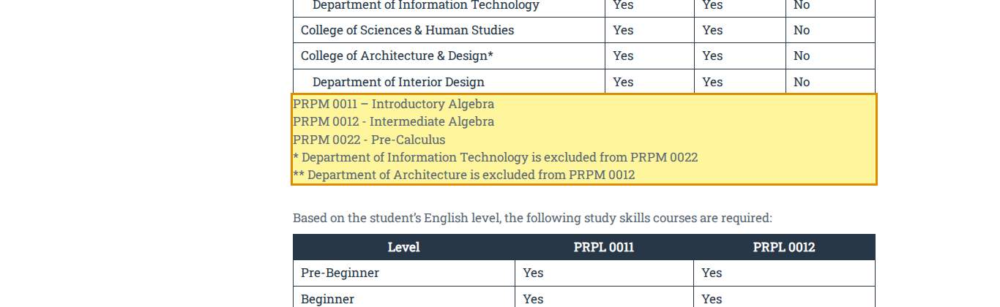 Department of Information Technology Yes Yes No
College of Sciences & Human Studies Yes Yes No
College of Architecture & Design* Yes Yes No
Department of Interior Design Yes Yes No
PRPM 0011 – Introductory Algebra
PRPM 0012 - Intermediate Algebra
PRPM 0022 - Pre-Calculus
* Department of Information Technology is excluded from PRPM 0022
** Department of Architecture is excluded from PRPM 0012
Based on the student’s English level, the following study skills courses are required:
Level PRPL 0011 PRPL 0012
Pre-Beginner Yes Yes
Beginner Yes Yes